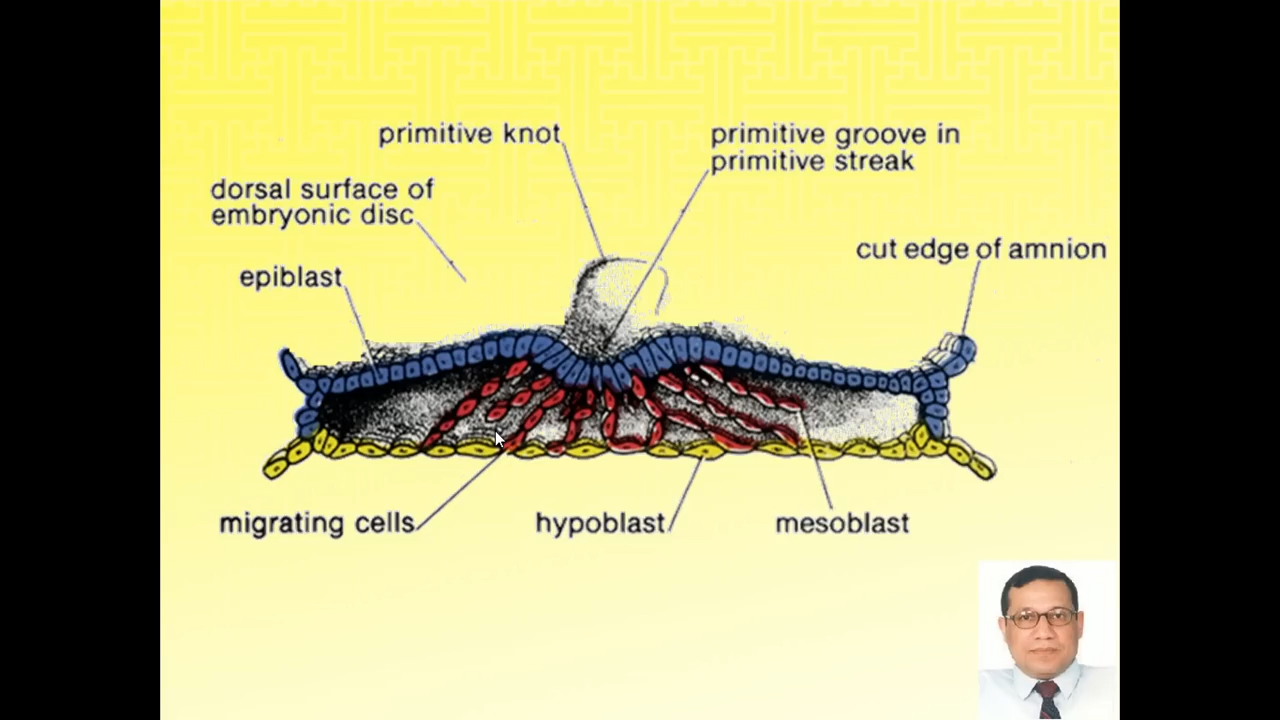 primitive knot
primitive groove in
primitive streak
dorsal surface of
embryonic disc
cut edge of amnion
epiblast
migrating cells
hypoblast
mesoblast